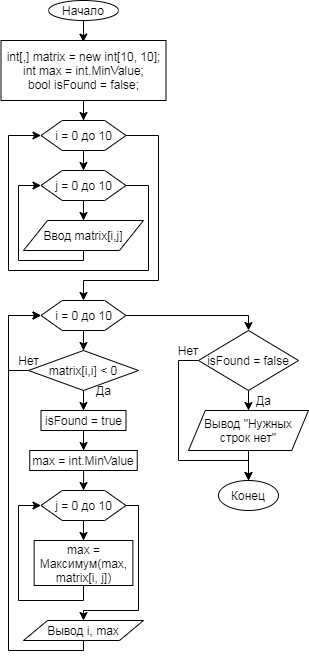 Начало
int[,] matrix = new int[10, 10];
int max = int.MinValue;
bool isFound = false;
i = 0 до 10
j = 0 до 10
Ввод matrix[i,j]
i = 0 до 10
Нет
matrix[i,i] < 0
Да
isFound = true
max = int.MinValue
j = 0 до 10
max =
Максимум(max,
matrix[i, j])
Вывод i, max
Нет
isFound = false
Да
Вывод "Нужных
строк нет"
Конец